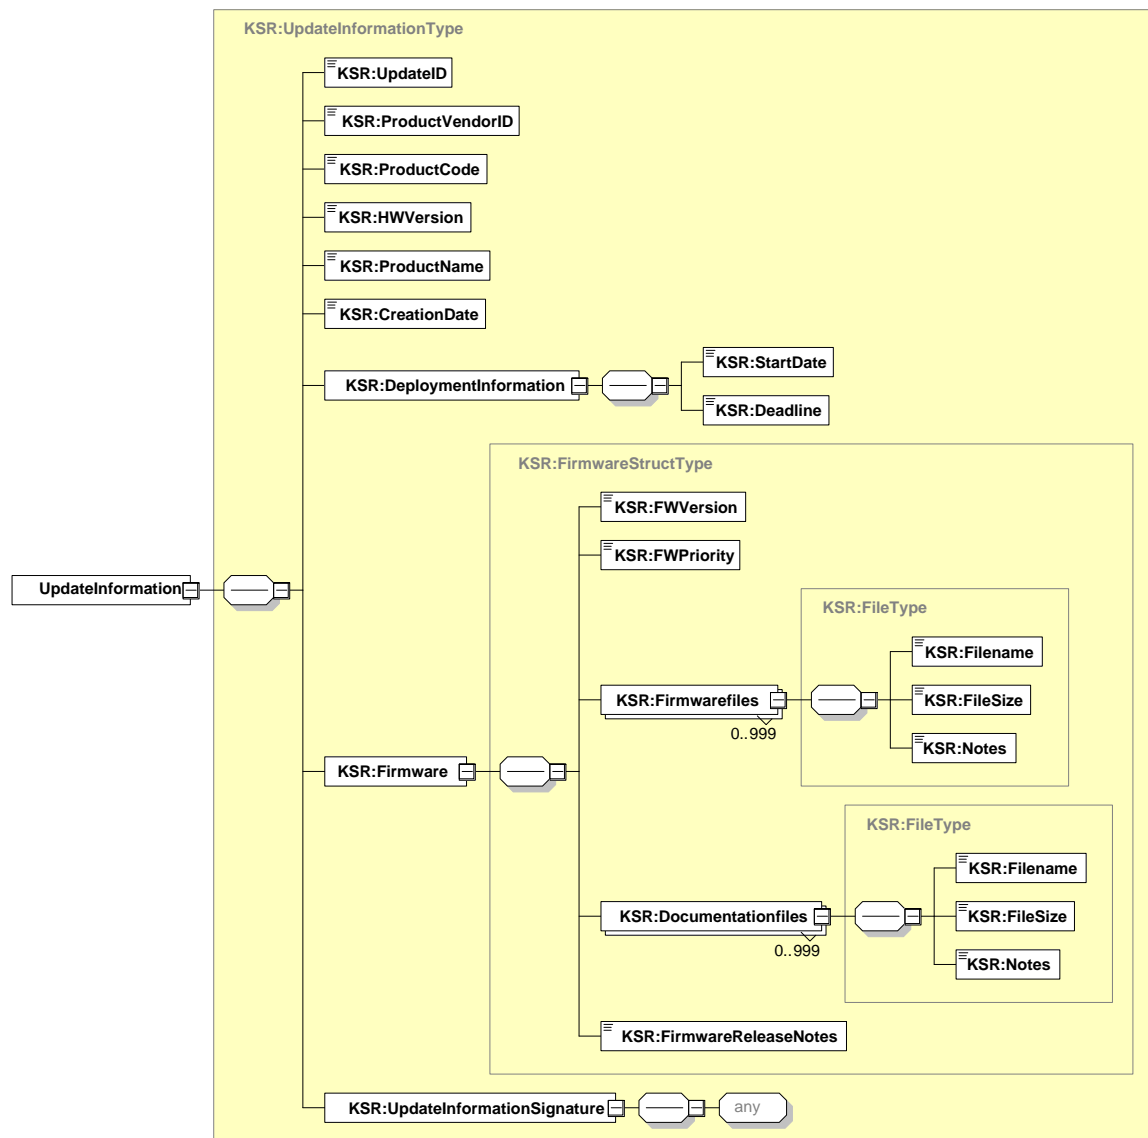 KSR:UpdateInformationType
KSR:UpdateID
KSR:ProductVendorID
KSR:ProductCode
KSR:HWVersion
KSR:ProductName
KSR:CreationDate
KSR:DeploymentInformation
KSR:StartDate
KSR:Deadline
KSR:FirmwareStructType
KSR:FWVersion
KSR:FWPriority
UpdateInformation
KSR:FileType
KSR:Filename
KSR:Firmwarefiles
0..999
KSR:FileSize
KSR:Notes
KSR:Firmware
KSR:FileType
KSR:Filename
KSR:Documentationfiles
0..999
KSR:FileSize
KSR:Notes
KSR:FirmwareReleaseNotes
KSR:UpdateInformationSignature
any